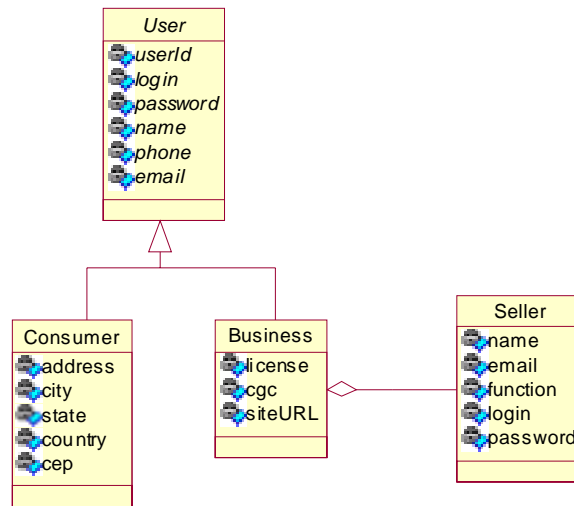 User
userId
login
password
name
phone
email
Consumer
address
city
state
country
cep
Business
license
cgc
siteURL
Seller
name
email
function
login
password